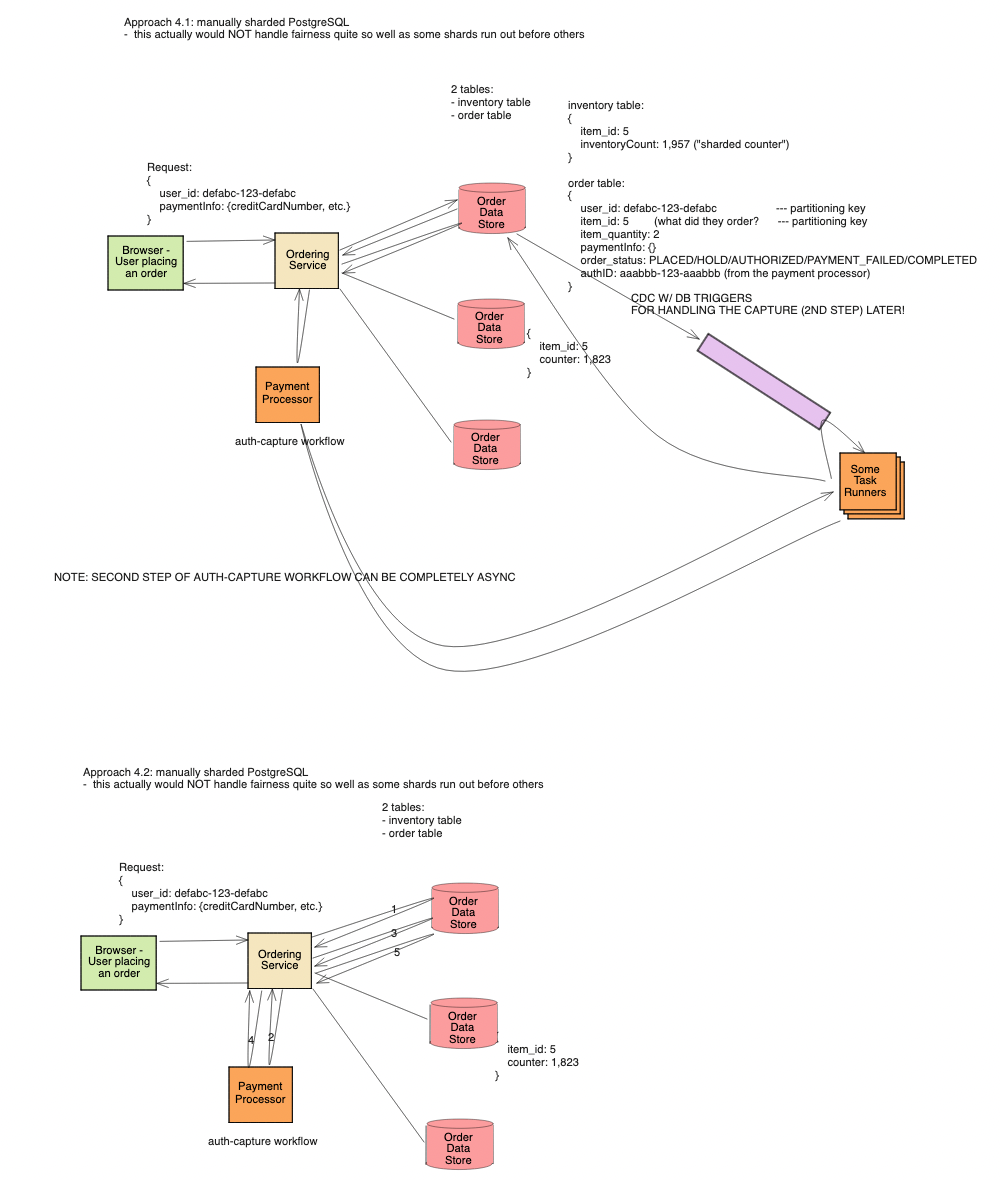 Approach 4.1: manually sharded PostgreSQL
- this actually would NOT handle fairness quite so well as some shards run out before others
2 tables:
- inventory table
- order table
inventory table:
{
item_id: 5
inventoryCount: 1,957 ("sharded counter")
}
order table:
{
user_id: defabc-123-defabc --- partitioning key
item_id: 5 (what did they order? --- partitioning key
item_quantity: 2
paymentInfo: {}
order_status: PLACED/HOLD/AUTHORIZED/PAYMENT_FAILED/COMPLETED
authID: aaabbb-123-aaabbb (from the payment processor)
}
Request:
{
user_id: defabc-123-defabc
paymentInfo: {creditCardNumber, etc.}
}
Browser -
User placing
an order
Ordering
Service
Order
Data
Store
CDC W/ DB TRIGGERS
FOR HANDLING THE CAPTURE (2ND STEP) LATER!
Order
Data
Store
{
item_id: 5
counter: 1,823
}
Payment
Processor
auth-capture workflow
Order
Data
Store
Some
Task
Runners
NOTE: SECOND STEP OF AUTH-CAPTURE WORKFLOW CAN BE COMPLETELY ASYNC
Approach 4.2: manually sharded PostgreSQL
- this actually would NOT handle fairness quite so well as some shards run out before others
2 tables:
- inventory table
- order table
Request:
{
user_id: defabc-123-defabc
paymentInfo: {creditCardNumber, etc.}
}
Browser -
User placing
an order
Ordering
Service
1
3
5
Order
Data
Store
4
2
Order
Data
Store
item_id: 5
counter: 1,823
}
Payment
Processor
auth-capture workflow
Order
Data
Store